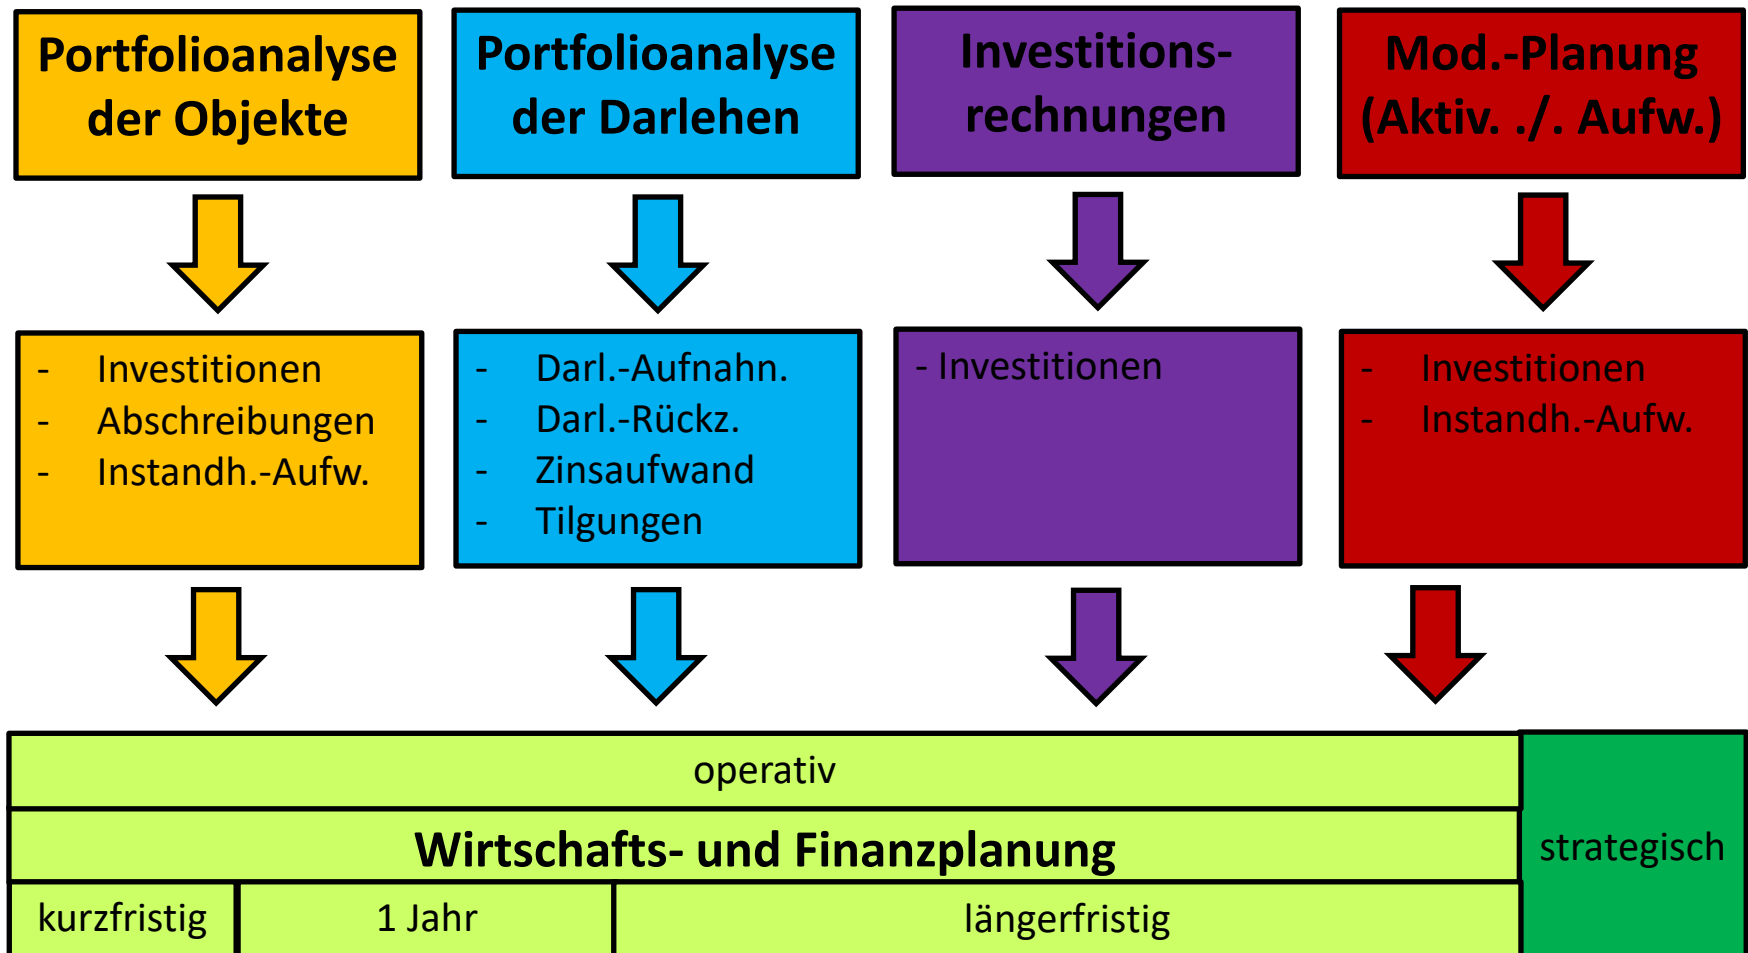 Portfolioanalyse
der Objekte
Portfolioanalyse
der Darlehen
Investitions-
rechnungen
Mod.-Planung
(Aktiv. ./. Aufw.)
- Investitionen
- Abschreibungen
- Instandh.-Aufw.
- Darl.-Aufnahn.
- Darl.-Rückz.
- Zinsaufwand
- Tilgungen
- Investitionen
- Investitionen
- Instandh.-Aufw.
operativ
Wirtschafts- und Finanzplanung
strategisch
kurzfristig
1 Jahr
längerfristig